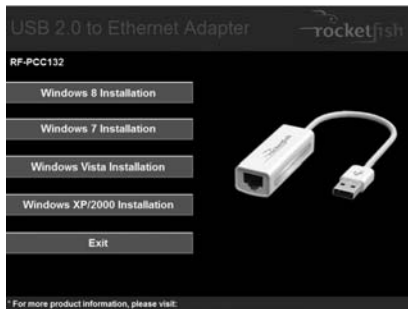 USB 2.0 to Ethernet Adapter
rocketfish
RF-PCC132
Windows 8 Installation
Windows 7 Installation
Windows Vista Installation
Windows XP/2000 Installation
Exit
rocketfish
* For more product information, please visit: